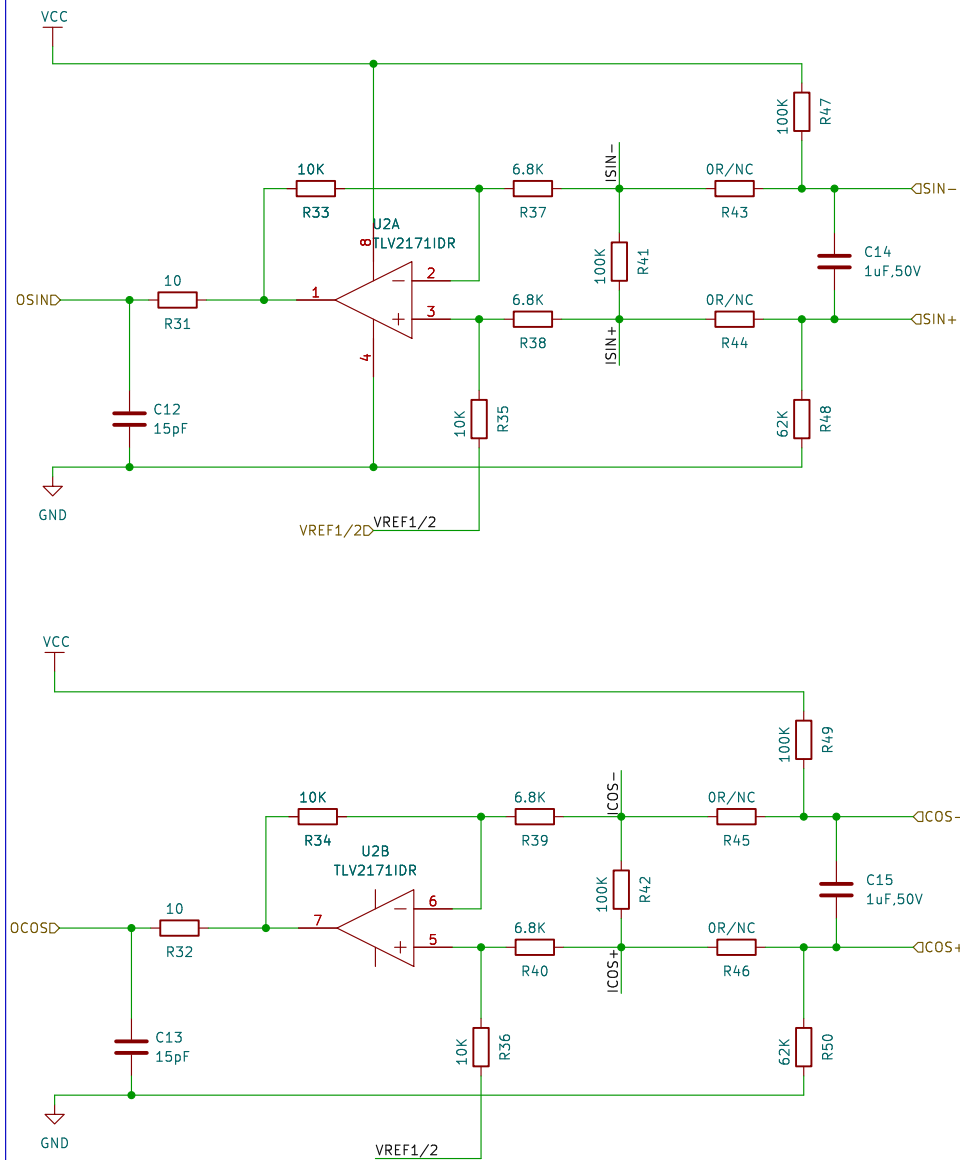 VCC
100K
R47
ISIN-
10K
R33
6.8K
R37
0R/NC
R43
SIN-
U2A
TLV2171IDR
8
2
3
1
4
100K
R41
C14
1uF,50V
OSIN
10
R31
6.8K
R38
0R/NC
R44
SIN+
ISIN+
C12
15pF
10K
R35
62K
R48
GND
VREF1/2
VREF1/2
VCC
100K
R49
ICOS-
10K
R34
6.8K
R39
0R/NC
R45
COS-
U2B
TLV2171IDR
6
5
7
100K
R42
C15
1uF,50V
OCOS
10
R32
6.8K
R40
0R/NC
R46
COS+
ICOS+
C13
15pF
10K
R36
62K
R50
GND
VREF1/2